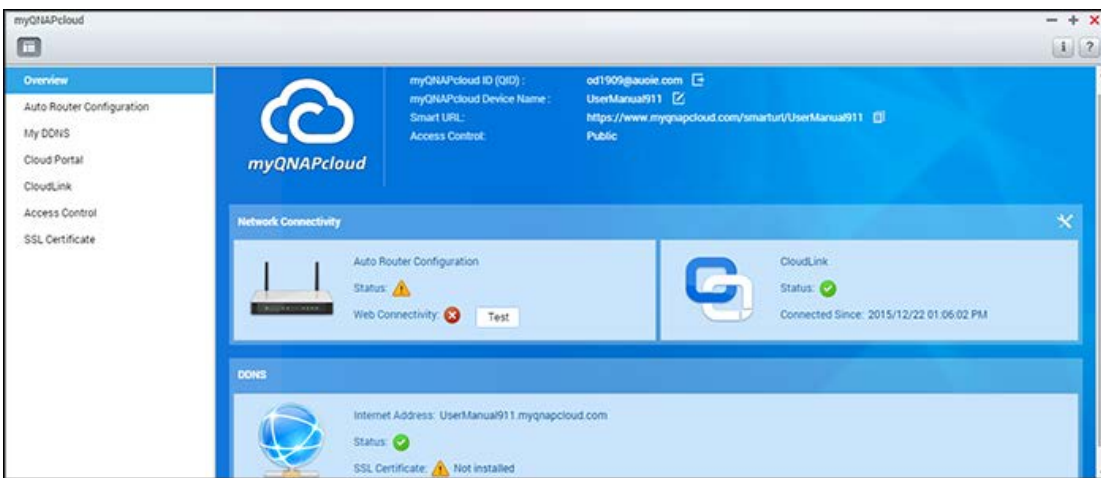 myQNAPcloud
Overview
Auto Router Configuration
My DDNS
Cloud Portal
CloudLink
Access Control
SSL Certificate
myQNAPcloud
myQNAPcloud ID (QID) : od1909@auoie.com
myQNAPcloud Device Name : UserManual911
Smart URL: https://www.myqnapcloud.com/smarturl/UserManual911
Access Control: Public
Network Connectivity
Auto Router Configuration
Status:
Web Connectivity: Test
CloudLink
Status:
Connected Since: 2015/12/22 01:06:02 PM
DDNS
Internet Address: UserManual911.myqnapcloud.com
Status:
SSL Certificate: Not installed